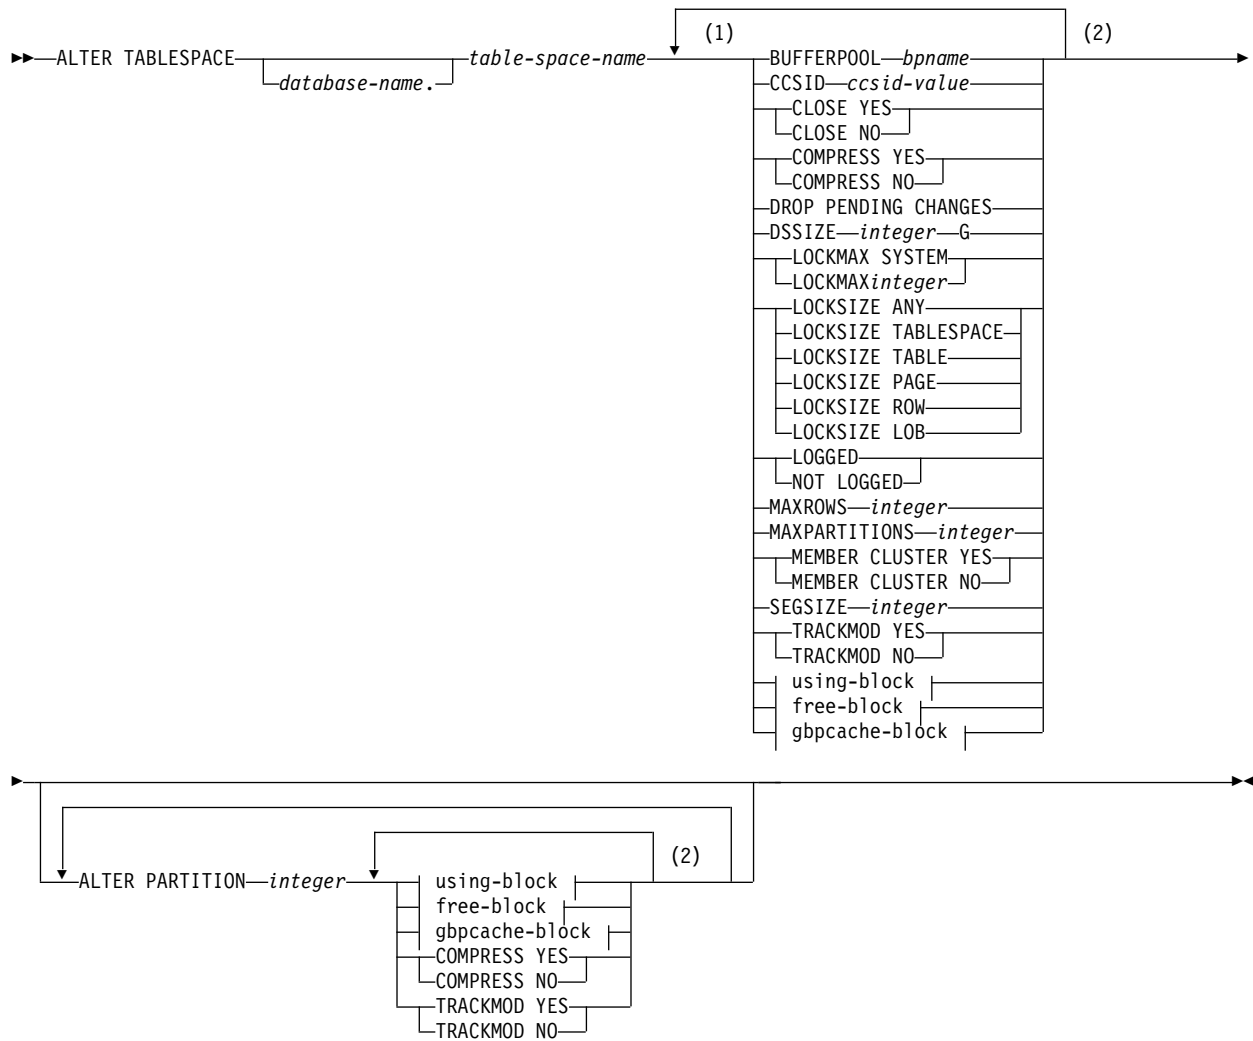 (1) (2)
ALTER TABLESPACE table-space-name BUFFERPOOL bpname
database-name. CCSID ccsid-value
CLOSE YES
CLOSE NO
COMPRESS YES
COMPRESS NO
DROP PENDING CHANGES
DSSIZE integer G
LOCKMAX SYSTEM
LOCKMAXinteger
LOCKSIZE ANY
LOCKSIZE TABLESPACE
LOCKSIZE TABLE
LOCKSIZE PAGE
LOCKSIZE ROW
LOCKSIZE LOB
LOGGED
NOT LOGGED
MAXROWS integer
MAXPARTITIONS integer
MEMBER CLUSTER YES
MEMBER CLUSTER NO
SEGSIZE integer
TRACKMOD YES
TRACKMOD NO
using-block
free-block
gbpcache-block
(2)
ALTER PARTITION integer using-block
free-block
gbpcache-block
COMPRESS YES
COMPRESS NO
TRACKMOD YES
TRACKMOD NO